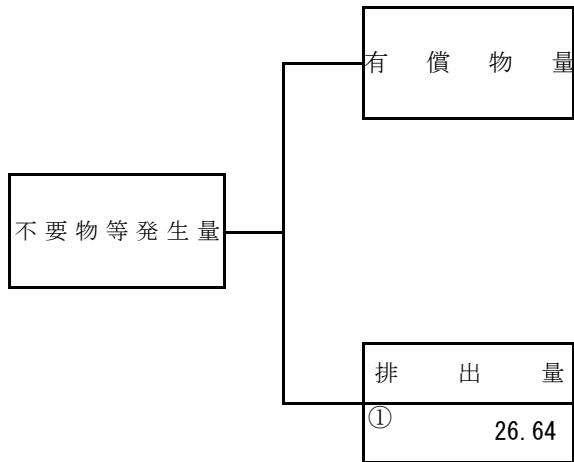 有償物量
不要物等発生量
排出量
①
26.64